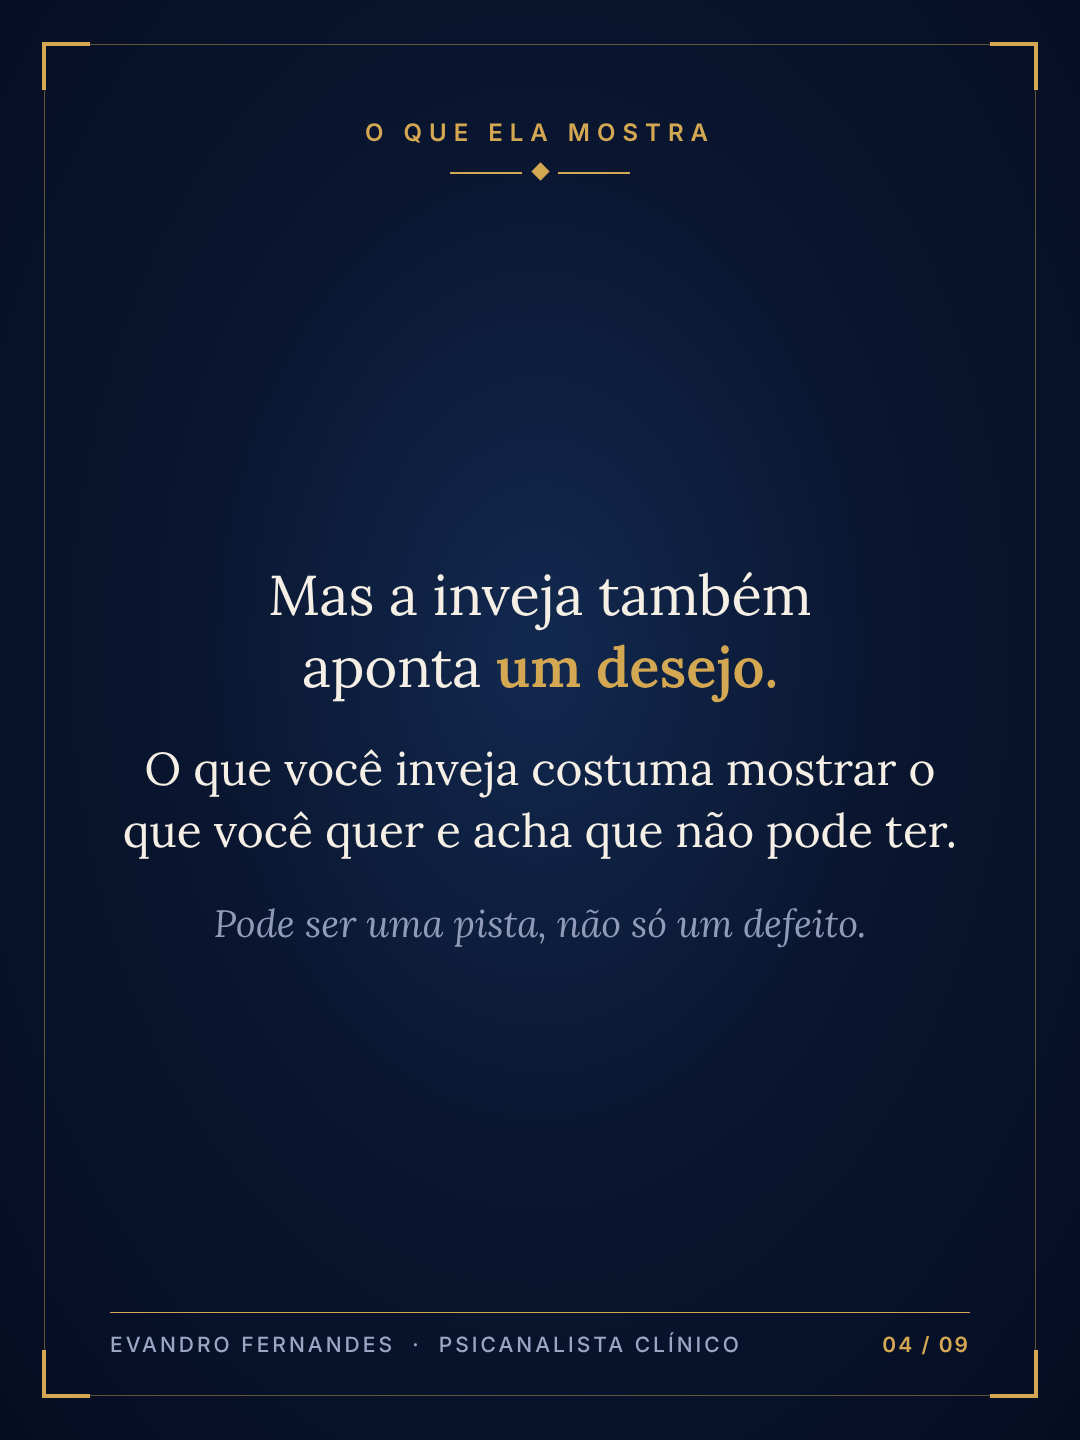 O QUE ELA MOSTRA
Mas a inveja também
aponta um desejo.
O que você inveja costuma mostrar o
que você quer e acha que não pode ter.
Pode ser uma pista, não só um defeito.
EVANDRO FERNANDES · PSICANALISTA CLÍNICO 04 / 09